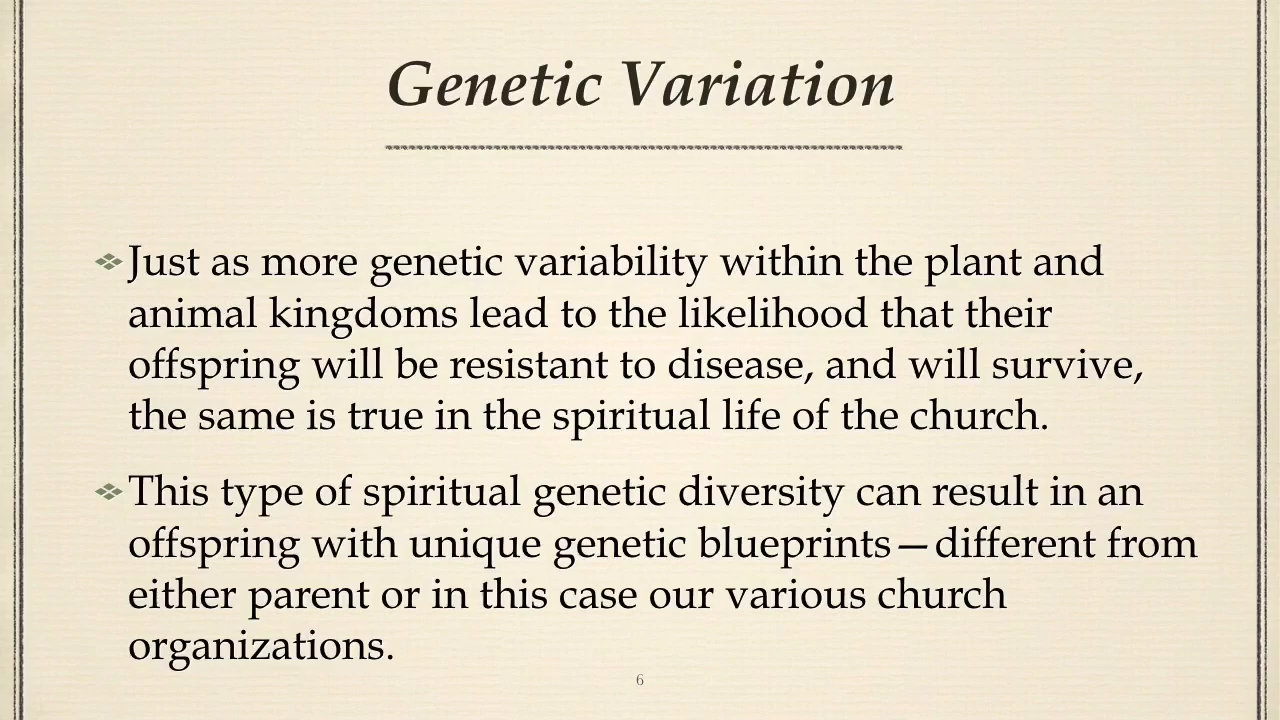 Genetic Variation
Just as more genetic variability within the plant and
animal kingdoms lead to the likelihood that their
offspring will be resistant to disease, and will survive,
the same is true in the spiritual life of the church.
This type of spiritual genetic diversity can result in an
offspring with unique genetic blueprints—different from
either parent or in this case our various church
organizations.
6